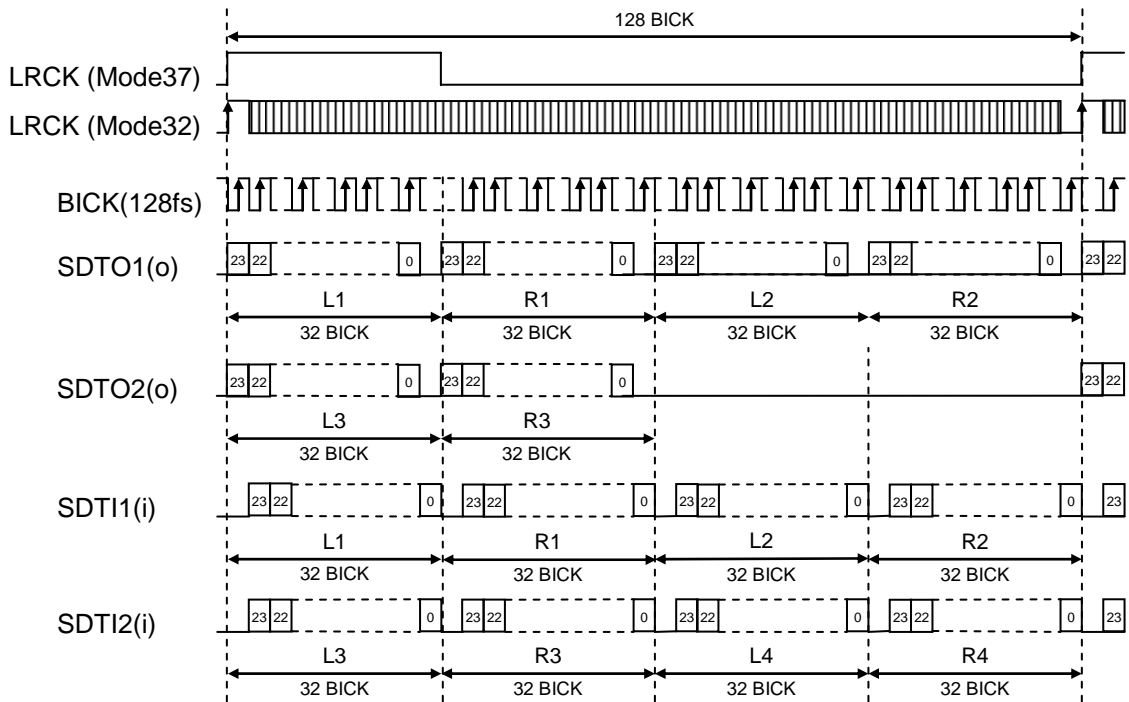 128 BICK
LRCK (Mode37)
LRCK (Mode32)
BICK(128fs)
SDTO1(o) 23 22 0 23 22 0 23 22 0 23 22 0 23 22
L1 R1 L2 R2
32 BICK 32 BICK 32 BICK 32 BICK
SDTO2(o) 23 22 0 23 22 0 23 22
L3 R3
32 BICK 32 BICK
SDTI1(i) 23 22 0 23 22 0 23 22 0 23 22 0 23
L1 R1 L2 R2
32 BICK 32 BICK 32 BICK 32 BICK
SDTI2(i) 23 22 0 23 22 0 23 22 0 23 22 0 23
L3 R3 L4 R4
32 BICK 32 BICK 32 BICK 32 BICK